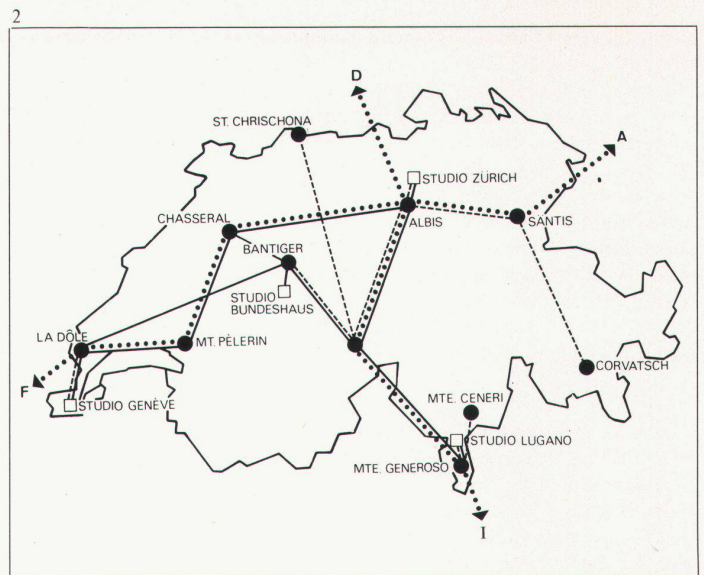 2
D
ST. CHRISCHONA
A
STUDIO ZÜRICH
CHASSERAL
ALBIS
SANTIS
BANTIGER
STUDIO
BUNDESHAUS
LA DÔLE
MT. PÈLERIN
CORVATSCH
F
MTE. CENERI
STUDIO GENÈVE
STUDIO LUGANO
MTE. GENEROSO
I